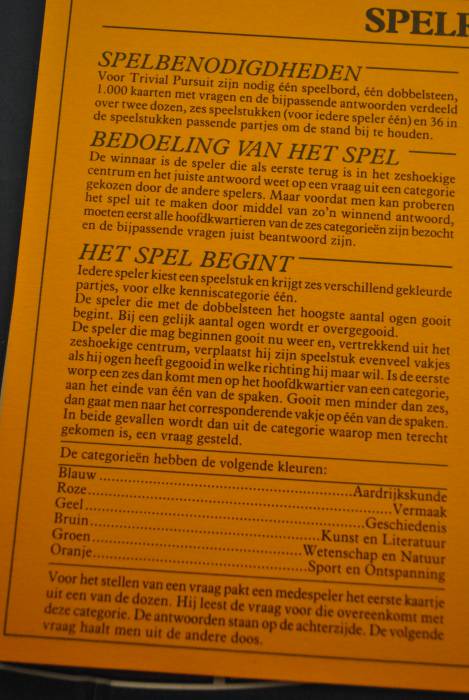 SPELBENODIGDHEDEN
Voor Trivial Pursuit zijn nodig één speelbord, één dobbelsteen,
1.000 kaarten met vragen en de bijpassende antwoorden verdeeld
over twee dozen, zes speelstukken (voor iedere speler één) en 36 in
de speelstukken passende partjes om de stand bij te houden.
BEDOELING VAN HET SPEL
De winnaar is de speler die als eerste terug is in het zeshoekige
centrum en het juiste antwoord weet op een vraag uit een categorie
gekozen door de andere spelers. Maar voordat men kan proberen
het spel uit te maken door middel van zo'n winnend antwoord,
moeten eerst alle hoofdkwartieren van de zes categorieën zijn bezocht
en de bijpassende vragen juist beantwoord zijn.
HET SPEL BEGINT
Iedere speler kiest een speelstuk en krijgt zes verschillend gekleurde
partjes, voor elke kenniscategorie één.
De speler die met de dobbelsteen het hoogste aantal ogen gooit
begint. Bij een gelijk aantal ogen wordt er overgegooid.
De speler die mag beginnen gooit nu weer en, vertrekkend uit het
zeshoekige centrum, verplaatst hij zijn speelstuk evenveel vakjes
als hij ogen heeft gegooid in welke richting hij maar wil. Is de eerste
worp een zes dan komt men op het hoofdkwartier van een categorie,
aan het einde van één van de spaken. Gooit men minder dan zes,
dan gaat men naar het corresponderende vakje op één van de spaken.
In beide gevallen wordt dan uit de categorie waarop men terecht
gekomen is, een vraag gesteld.
De categorieën hebben de volgende kleuren:
Blauw ........ Aardrijkskunde
Roze ........ Vermaak
Geel ........ Geschiedenis
Bruin ........ Kunst en Literatuur
Groen ........ Wetenschap en Natuur
Oranje ........ Sport en Ontspanning
Voor het stellen van een vraag pakt een medespeler het eerste kaartje
uit een van de dozen. Hij leest de vraag voor die overeenkomt met
deze categorie. De antwoorden staan op de achterzijde. De volgende
vraag haalt men uit de andere doos.